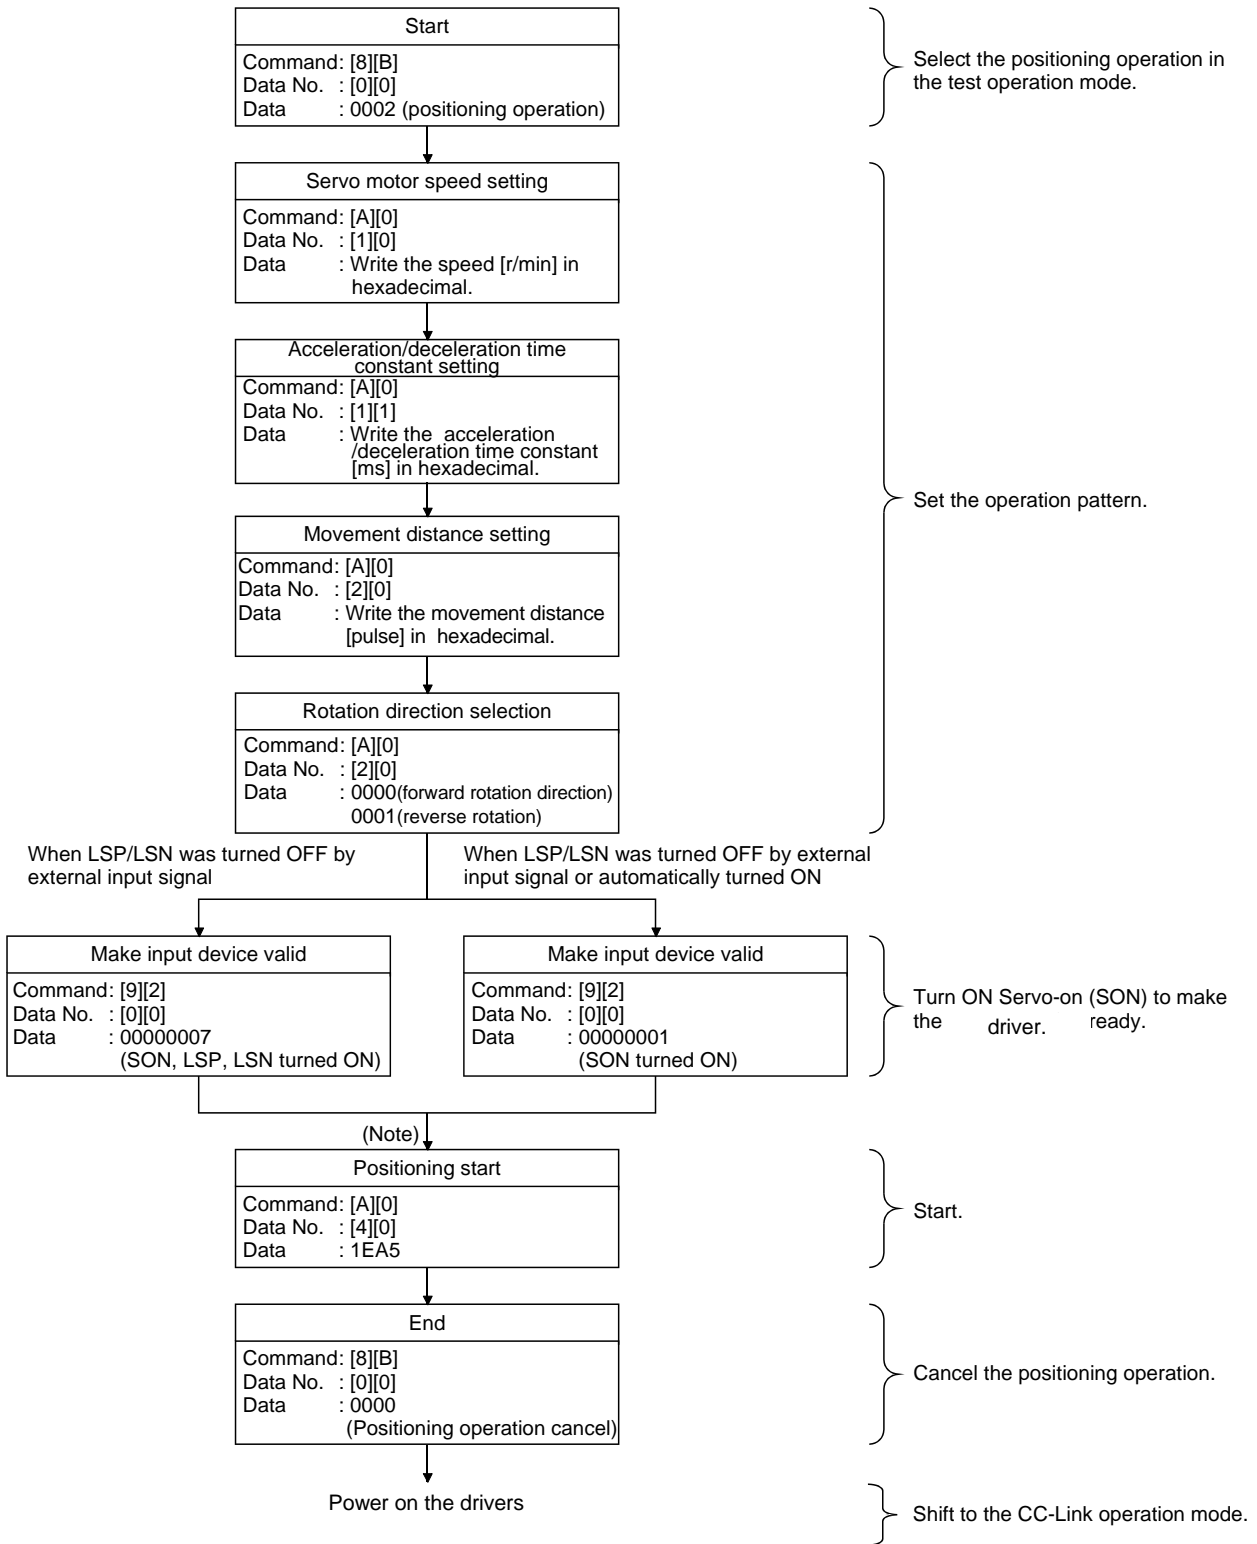 Start
Command: [8][B]
Data No. : [0][0]
Data : 0002 (positioning operation)
Select the positioning operation in
the test operation mode.
Servo motor speed setting
Command: [A][0]
Data No. : [1][0]
Data : Write the speed [r/min] in
hexadecimal.
Acceleration/deceleration time
constant setting
Command: [A][0]
Data No. : [1][1]
Data : Write the acceleration
/deceleration time constant
[ms] in hexadecimal.
Set the operation pattern.
Movement distance setting
Command: [A][0]
Data No. : [2][0]
Data : Write the movement distance
[pulse] in hexadecimal.
Rotation direction selection
Command: [A][0]
Data No. : [2][0]
Data : 0000(forward rotation direction)
0001(reverse rotation)
When LSP/LSN was turned OFF by
external input signal
When LSP/LSN was turned OFF by external
input signal or automatically turned ON
Make input device valid
Command: [9][2]
Data No. : [0][0]
Data : 00000007
(SON, LSP, LSN turned ON)
Make input device valid
Command: [9][2]
Data No. : [0][0]
Data : 00000001
(SON turned ON)
Turn ON Servo-on (SON) to make
the driver. ready.
(Note)
Positioning start
Command: [A][0]
Data No. : [4][0]
Data : 1EA5
Start.
End
Command: [8][B]
Data No. : [0][0]
Data : 0000
(Positioning operation cancel)
Cancel the positioning operation.
Power on the drivers
Shift to the CC-Link operation mode.